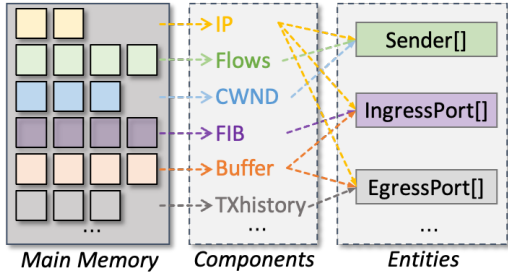 IP
Flows
CWND
FIB
Buffer
TXhistory
...
...
Sender[]
IngressPort[]
EgressPort[]
...
Main Memory
Components
Entities